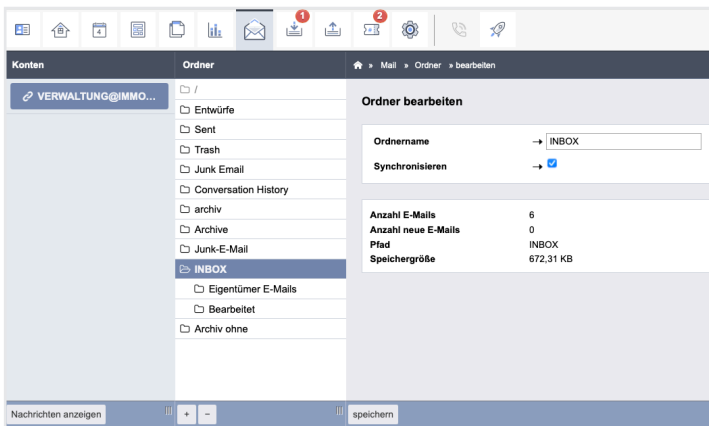 4
1
2
Konten
Ordner
» Mail » Ordner » bearbeiten
VERWALTUNG@IMMO...
/
Entwürfe
Sent
Trash
Junk Email
Conversation History
archiv
Archive
Junk-E-Mail
INBOX
Eigentümer E-Mails
Bearbeitet
Archiv ohne
Ordner bearbeiten
Ordnername → INBOX
Synchronisieren →
Anzahl E-Mails 6
Anzahl neue E-Mails 0
Pfad INBOX
Speichergröße 672,31 KB
Nachrichten anzeigen
+ −
speichern